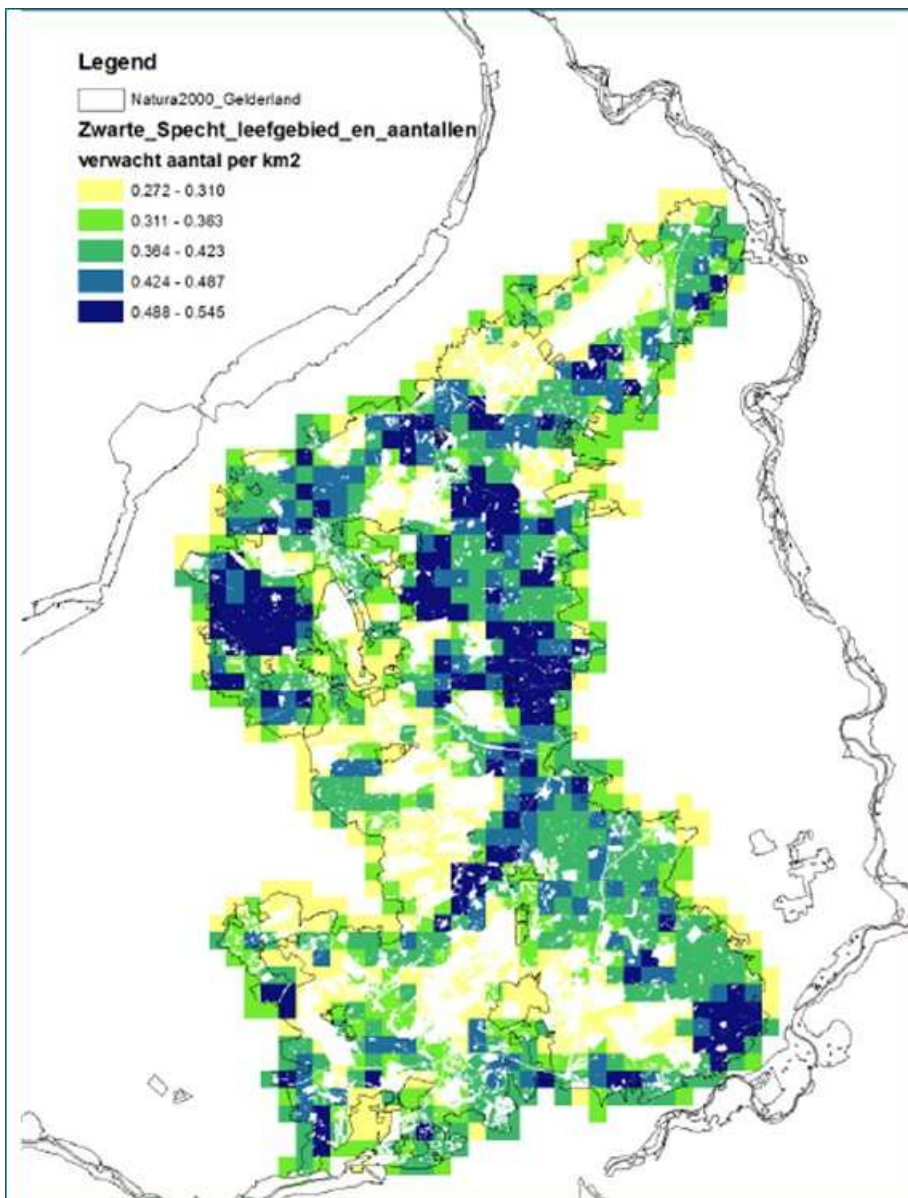 Legend
Natura2000_Gelderland
Zwarte_Specht_leefgebied_en_aantallen
verwacht aantal per km2
0.272 - 0.310
0.311 - 0.363
0.364 - 0.423
0.424 - 0.487
0.488 - 0.545